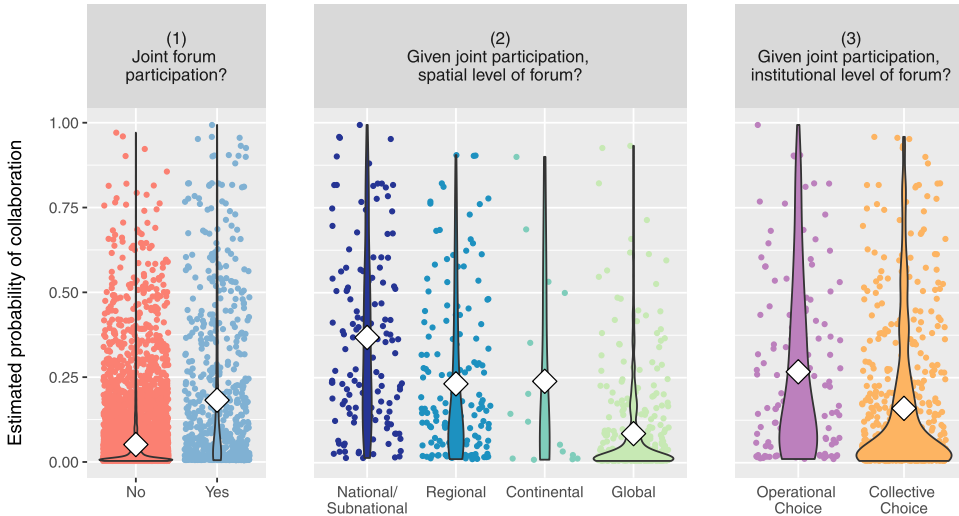 (1)
Joint forum
participation?
(2)
Given joint participation,
spatial level of forum?
(3)
Given joint participation,
institutional level of forum?
Estimated probability of collaboration
1.00
0.75
0.50
0.25
0.00
No
Yes
National/
Subnational
Regional
Continental
Global
Operational
Choice
Collective
Choice